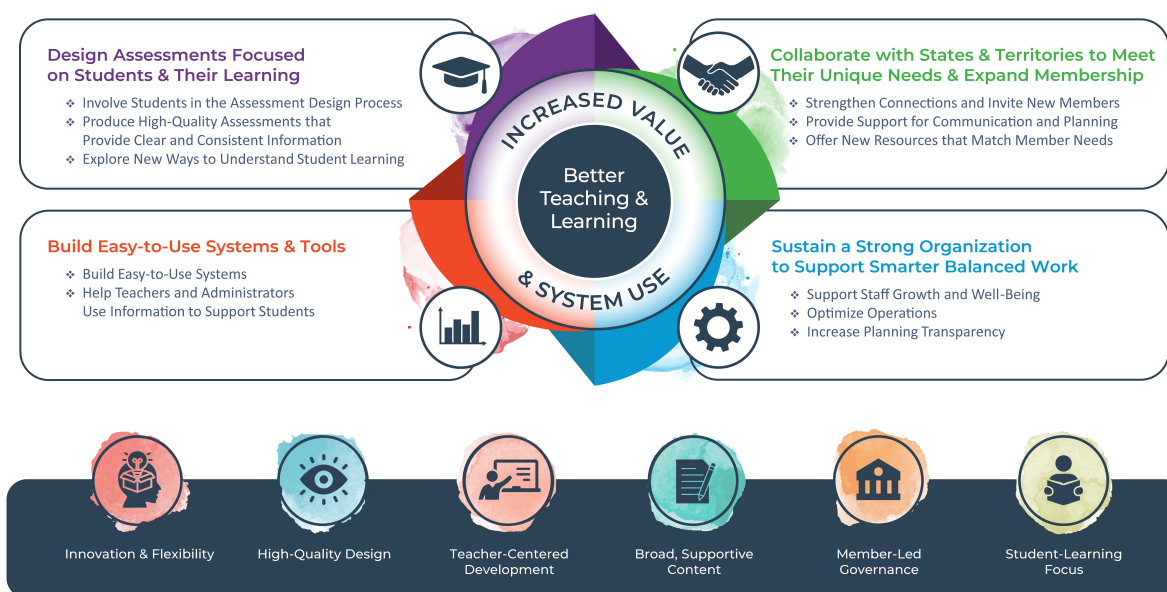 Design Assessments Focused
on Students & Their Learning
❖ Involve Students in the Assessment Design Process
❖ Produce High-Quality Assessments that
Provide Clear and Consistent Information
❖ Explore New Ways to Understand Student Learning
Collaborate with States & Territories to Meet
Their Unique Needs & Expand Membership
❖ Strengthen Connections and Invite New Members
❖ Provide Support for Communication and Planning
❖ Offer New Resources that Match Member Needs
INCREASED VALUE
& SYSTEM USE
Better
Teaching &
Learning
Build Easy-to-Use Systems & Tools
❖ Build Easy-to-Use Systems
❖ Help Teachers and Administrators
Use Information to Support Students
Sustain a Strong Organization
to Support Smarter Balanced Work
❖ Support Staff Growth and Well-Being
❖ Optimize Operations
❖ Increase Planning Transparency
Innovation & Flexibility
High-Quality Design
Teacher-Centered
Development
Broad, Supportive
Content
Member-Led
Governance
Student-Learning
Focus